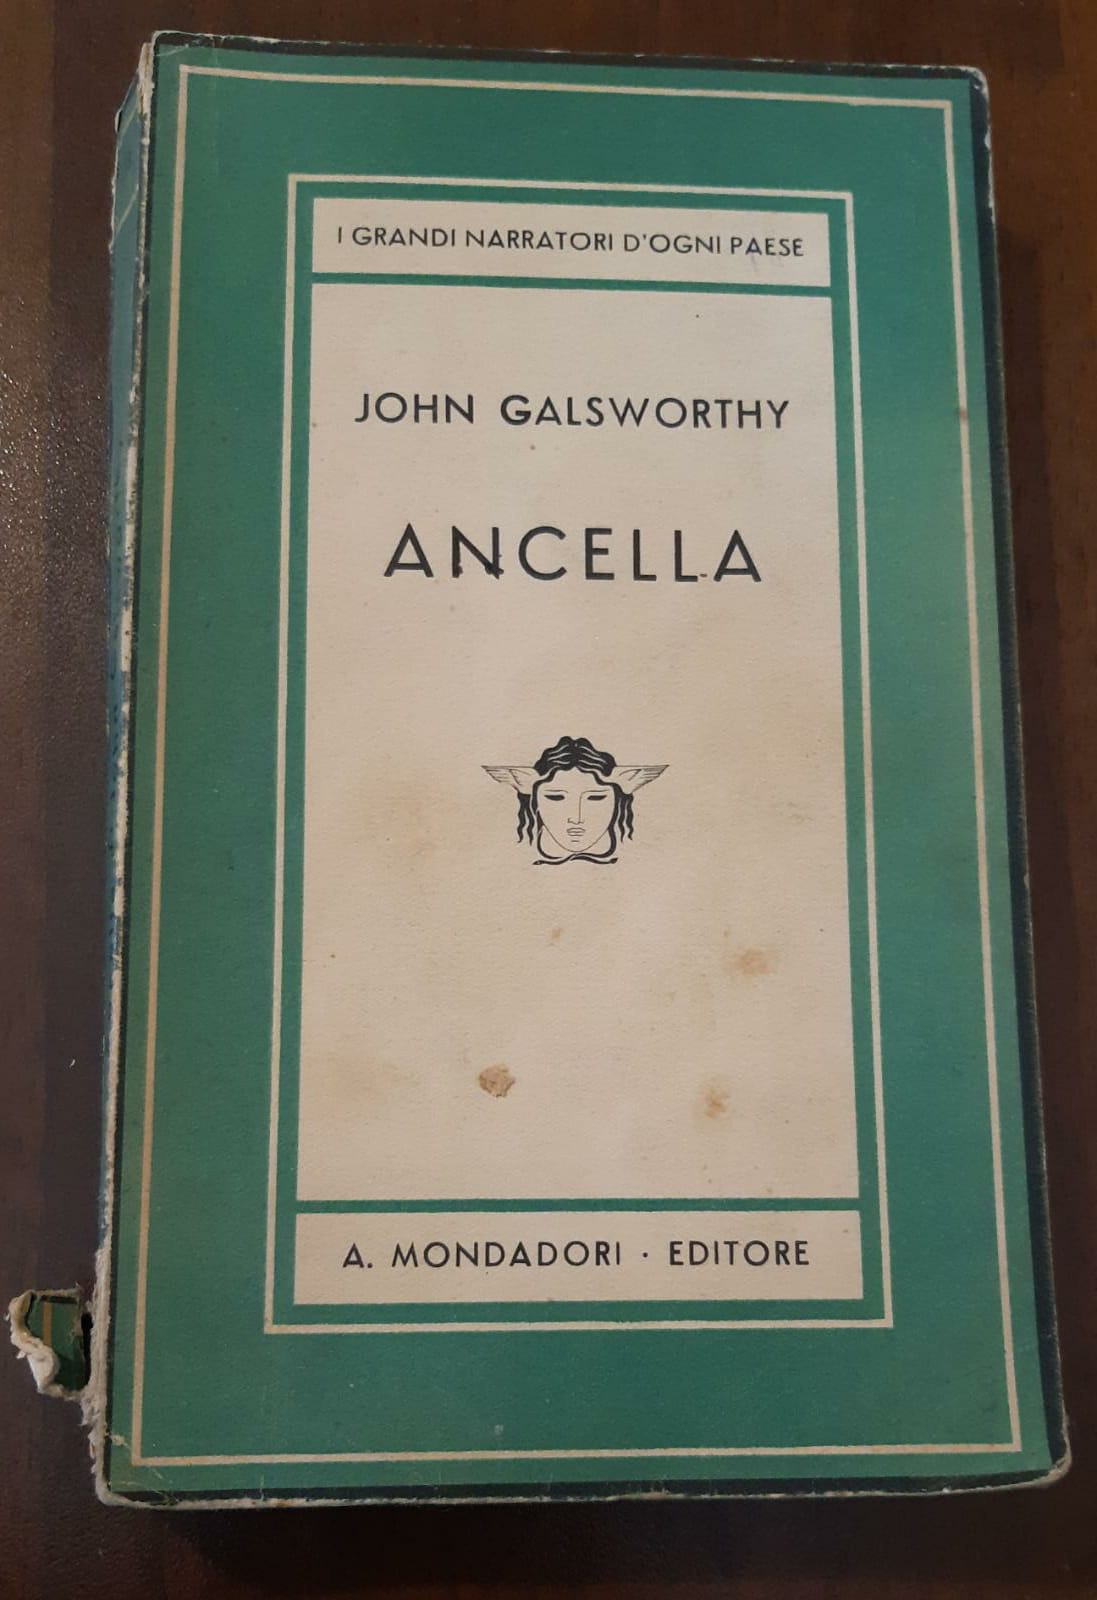 I GRANDI NARRATORI D'OGNI PAESE
JOHN GALSWORTHY
ANCELLA
A. MONDADORI · EDITORE